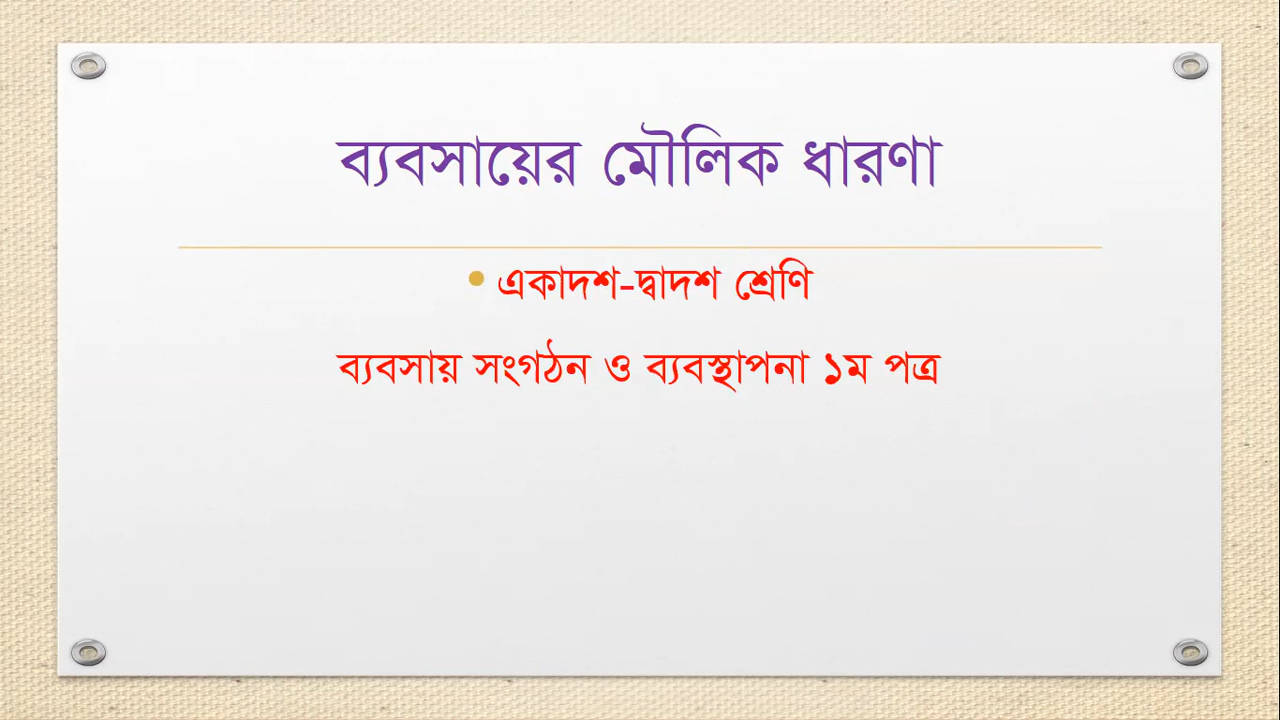 ব্যবসায়ের মৌলিক ধারণা
• একাদশ-দ্বাদশ শ্রেণি
ব্যবসায় সংগঠন ও ব্যবস্থাপনা ১ম পত্র